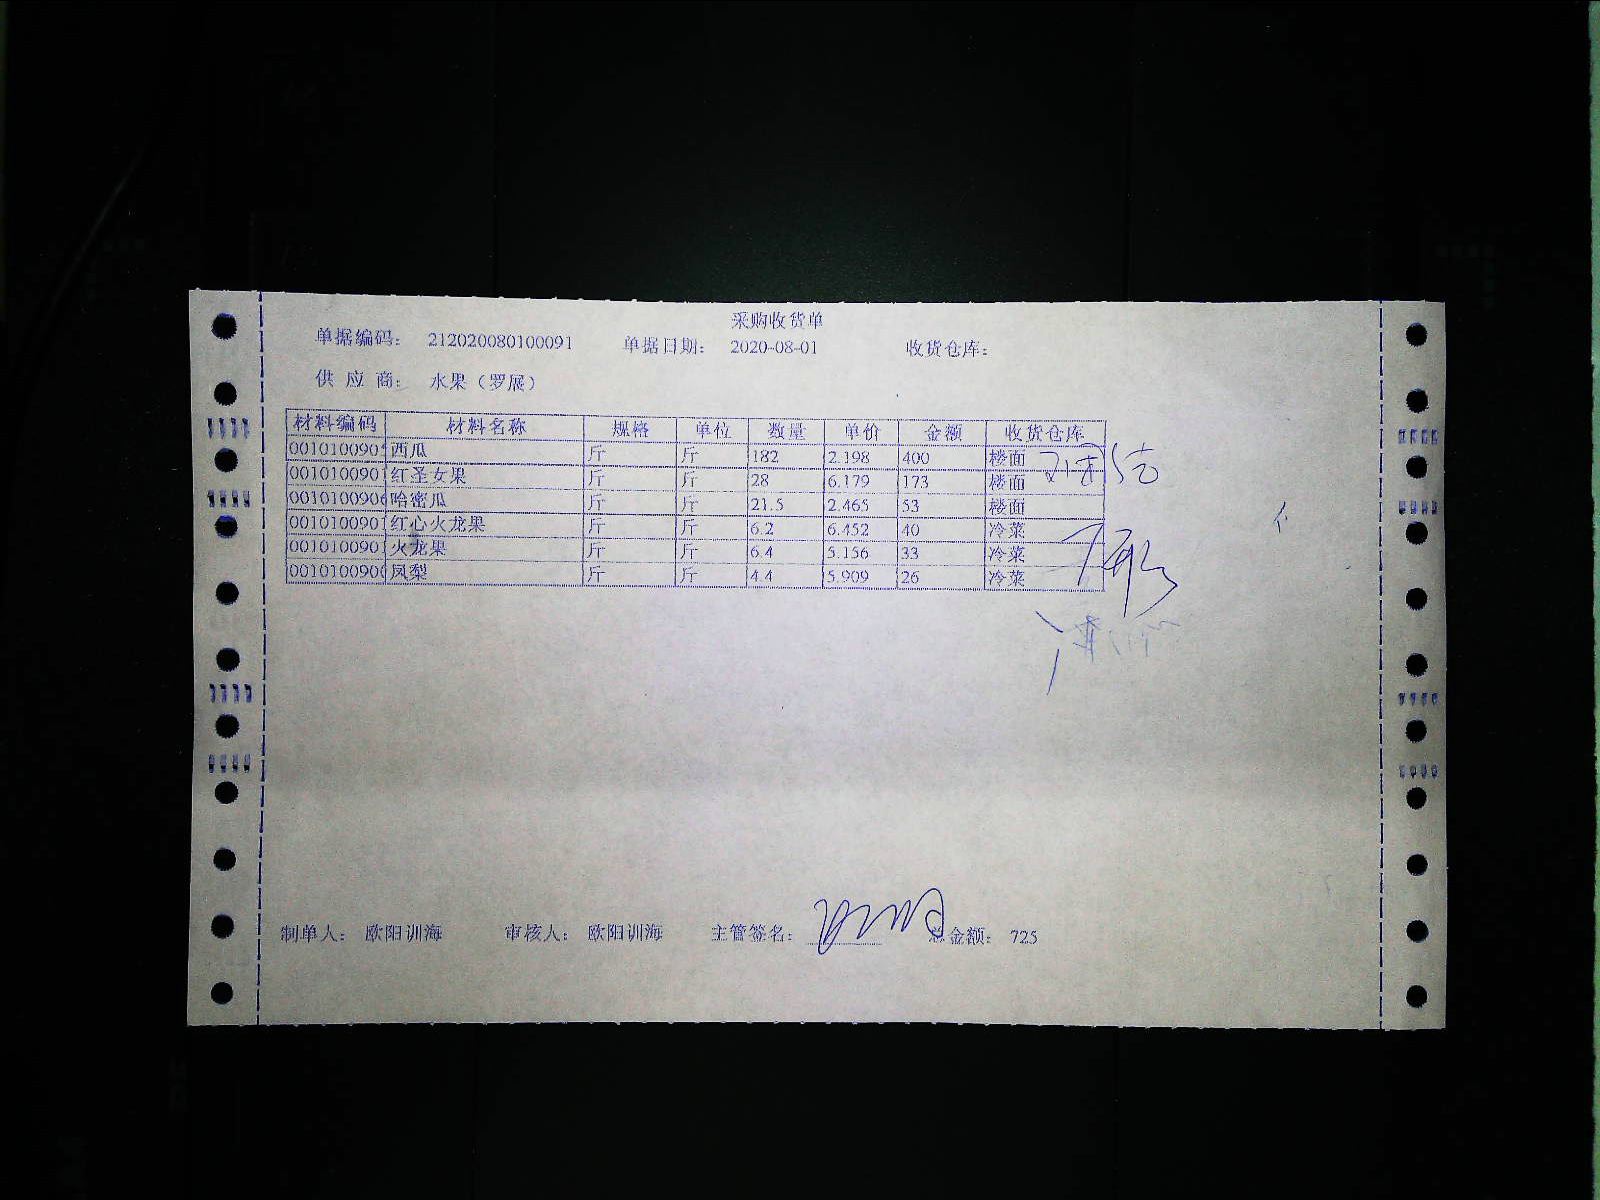 采购收货单
单据编码： 212020080100091 单据日期： 2020-08-01 收货仓库：
供 应 商： 水果（罗展）
材料编码 材料名称 规格 单位 数量 单价 金额 收货仓库
001010090 西瓜 斤 斤 182 2.198 400 楼面
0010100901 红圣女果 斤 斤 28 6.179 173 楼面
0010100906 哈密瓜 斤 斤 21.5 2.465 53 楼面
0010100901 红心火龙果 斤 斤 6.2 6.452 40 冷菜
0010100901 火龙果 斤 斤 6.4 5.156 33 冷菜
0010100900 凤梨 斤 斤 4.4 5.909 26 冷菜
制单人： 欧阳训海 审核人： 欧阳训海 主管签名： 总金额： 725